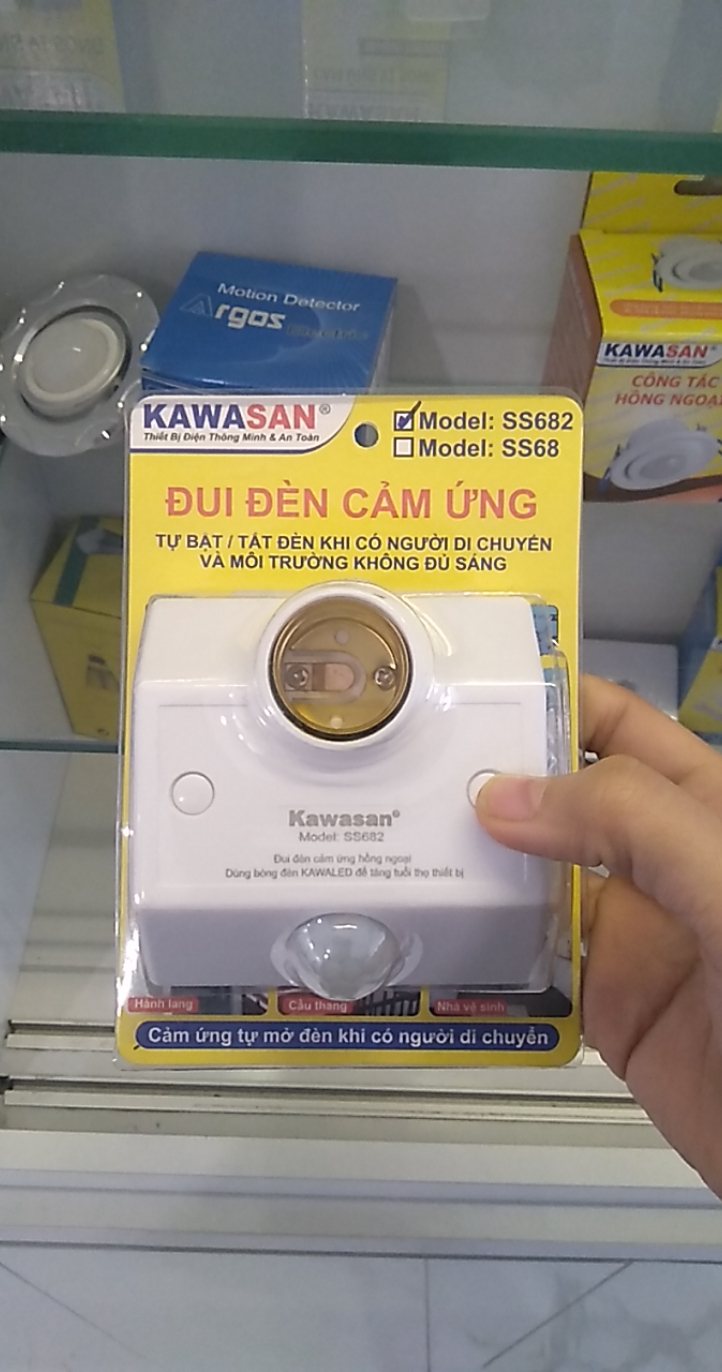 Motion Detector
Argos Electric
KAWASAN®
CÔNG TẮC
HỒNG NGOẠI
KAWASAN®
Thiết Bị Điện Thông Minh & An Toàn
Model: SS682
Model: SS68
ĐUI ĐÈN CẢM ỨNG
TỰ BẬT / TẮT ĐÈN KHI CÓ NGƯỜI DI CHUYỂN
VÀ MÔI TRƯỜNG KHÔNG ĐỦ SÁNG
Kawasan®
Model: SS682
Đui đèn cảm ứng hồng ngoại
Dùng bóng đèn KAWALED để tăng tuổi thọ thiết bị
Hành lang
Cầu thang
Nhà vệ sinh
Cảm ứng tự mở đèn khi có người di chuyển